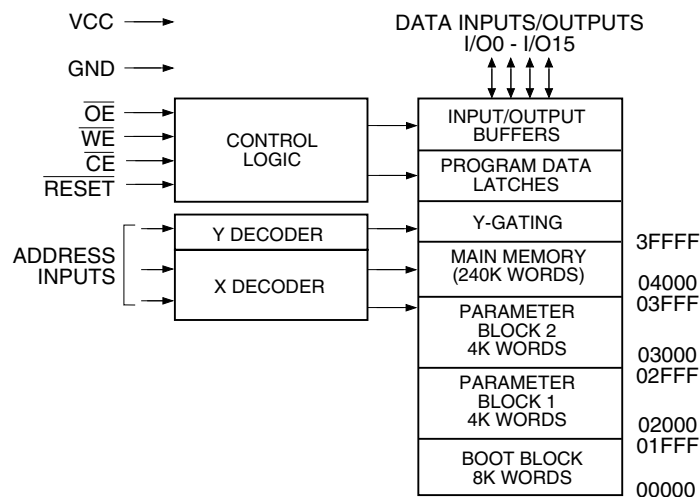 VCC
GND
OE
WE
CE
RESET
ADDRESS
INPUTS
CONTROL
LOGIC
Y DECODER
X DECODER
DATA INPUTS/OUTPUTS
I/O0 - I/O15
INPUT/OUTPUT
BUFFERS
PROGRAM DATA
LATCHES
Y-GATING
MAIN MEMORY
(240K WORDS)
PARAMETER
BLOCK 2
4K WORDS
PARAMETER
BLOCK 1
4K WORDS
BOOT BLOCK
8K WORDS
3FFFF
04000
03FFF
03000
02FFF
02000
01FFF
00000